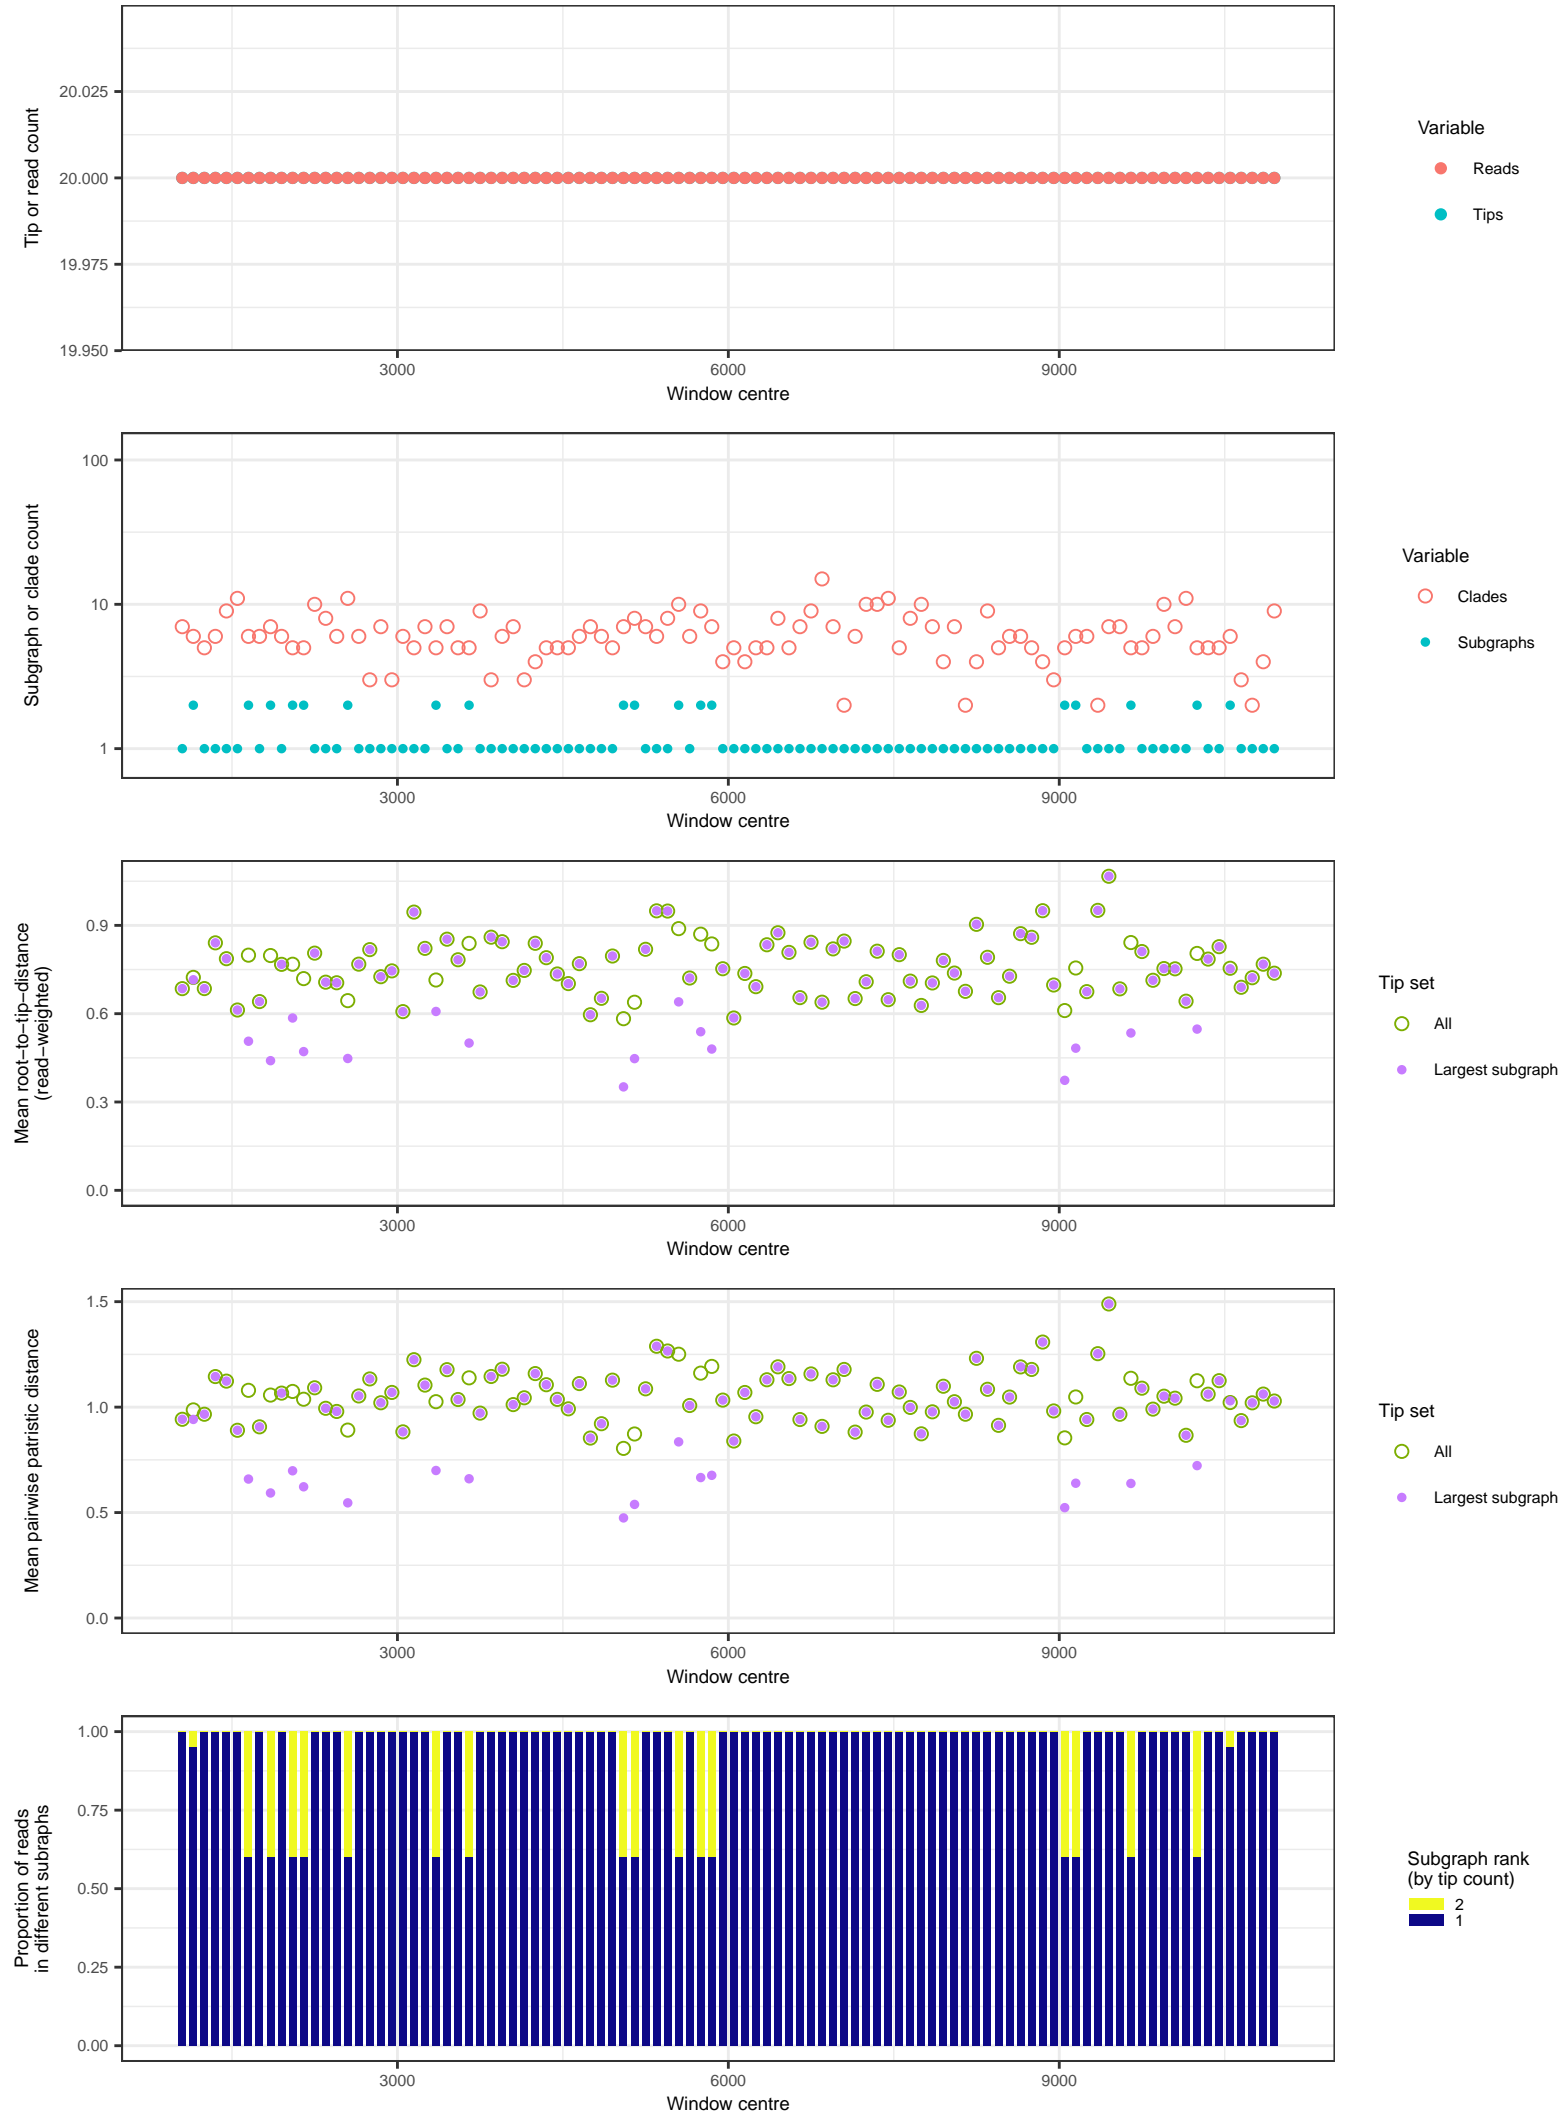 20.025
20.000
19.975
19.950
Tip or read count
3000
6000
9000
Window centre
Variable
Reads
Tips
100
10
1
Subgraph or clade count
3000
6000
9000
Window centre
Variable
Clades
Subgraphs
0.9
0.6
0.3
0.0
Mean root−to−tip−distance
(read−weighted)
3000
6000
9000
Window centre
Tip set
All
Largest subgraph
1.5
1.0
0.5
0.0
Mean pairwise patristic distance
3000
6000
9000
Window centre
Tip set
All
Largest subgraph
1.00
0.75
0.50
0.25
0.00
Proportion of reads
in different subraphs
3000
6000
9000
Window centre
Subgraph rank
(by tip count)
2
1